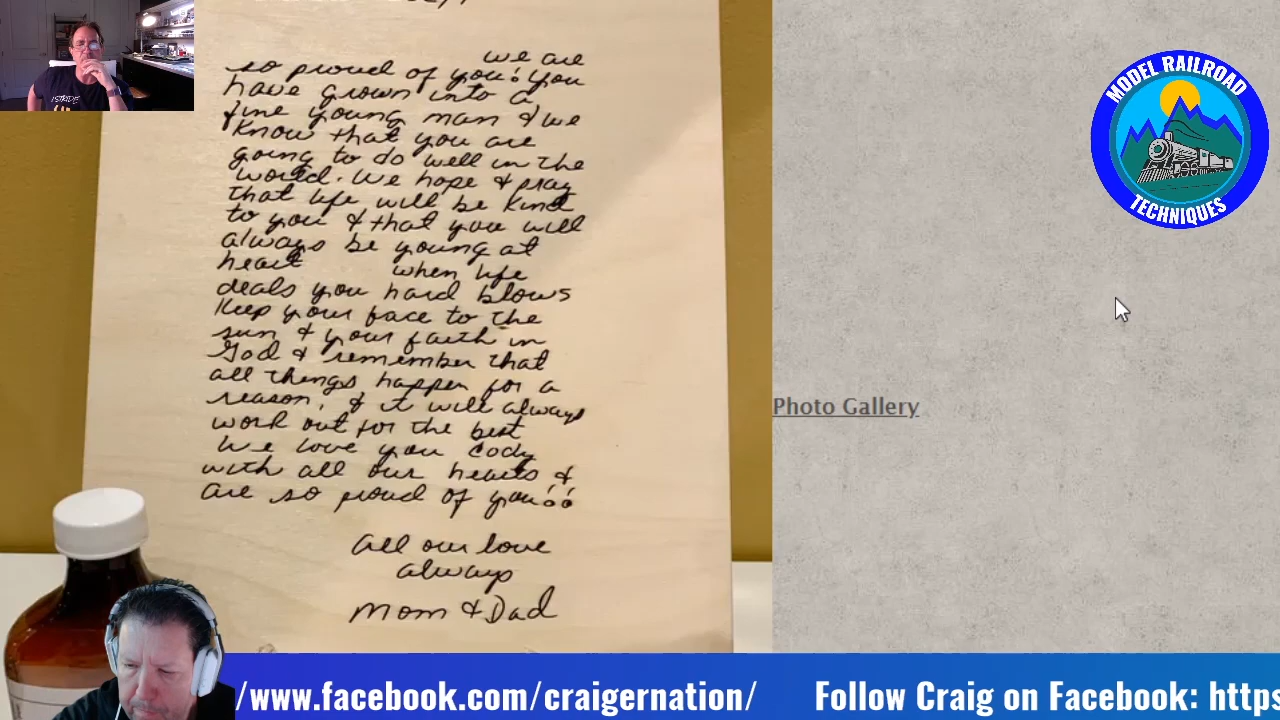 we are
so proud of you! You
have grown into a
fine young man & we
know that you are
going to do well in the
world. We hope & pray
that life will be kind
to you & that you will
always be young at
heart when life
deals you hard blows
Keep your face to the
sun & your faith in
God & remember that
all things happen for a
reason, & it will always
work out for the best
We love you Cody
with all our hearts &
are so proud of you!!
All our love
always
Mom & Dad
MODEL RAILROAD
TECHNIQUES
Photo Gallery
/www.facebook.com/craigernation/ Follow Craig on Facebook: https